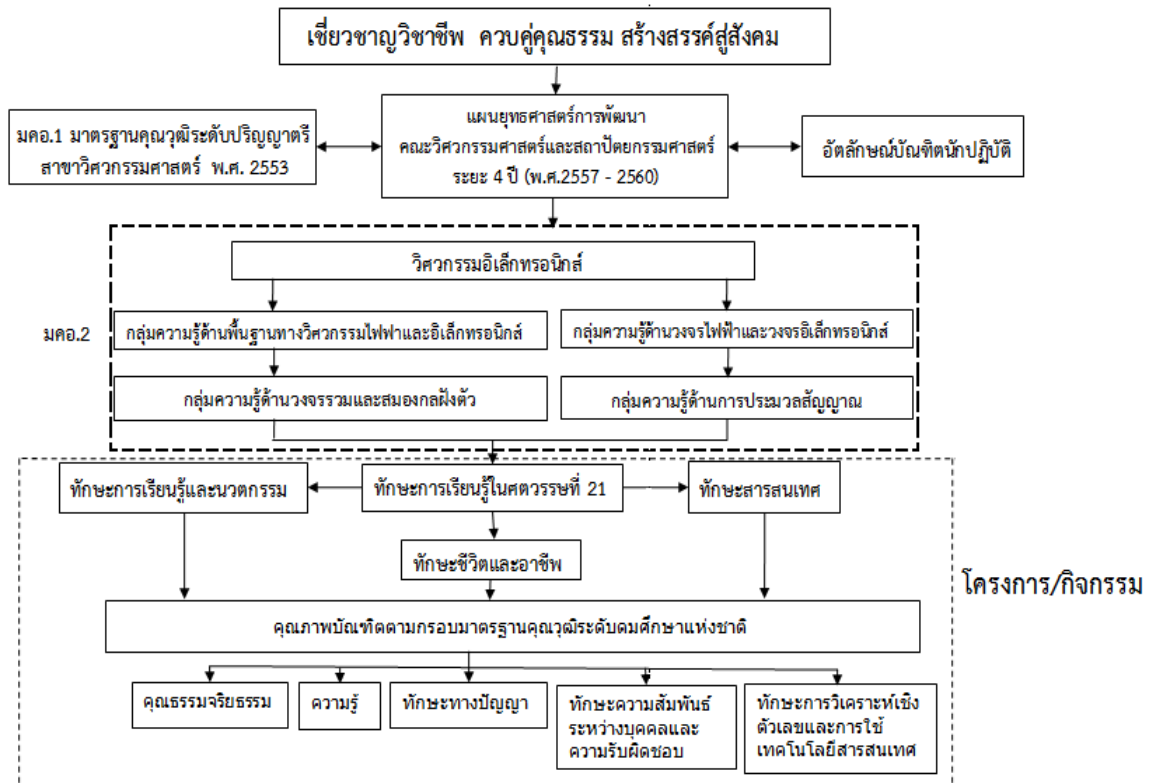 เชี่ยวชาญวิชาชีพ ควบคู่คุณธรรม สร้างสรรค์สู่สังคม
มคอ.1 มาตรฐานคุณวุฒิระดับปริญญาตรี
สาขาวิศวกรรมศาสตร์ พ.ศ. 2553
แผนยุทธศาสตร์การพัฒนา
คณะวิศวกรรมศาสตร์และสถาปัตยกรรมศาสตร์
ระยะ 4 ปี (พ.ศ.2557 - 2560)
อัตลักษณ์บัณฑิตนักปฏิบัติ
วิศวกรรมอิเล็กทรอนิกส์
มคอ.2
กลุ่มความรู้ด้านพื้นฐานทางวิศวกรรมไฟฟาและอิเล็กทรอนิกส์
กลุ่มความรู้ด้านวงจรไฟฟ้าและวงจรอิเล็กทรอนิกส์
กลุ่มความรู้ด้านวงจรรวมและสมองกลฝังตัว
กลุ่มความรู้ด้านการประมวลสัญญาณ
ทักษะการเรียนรู้และนวตกรรม
ทักษะการเรียนรู้ในศตวรรษที่ 21
ทักษะสารสนเทศ
ทักษะชีวิตและอาชีพ
โครงการ/กิจกรรม
คุณภาพบัณฑิตตามกรอบมาตรฐานคุณวุฒิระดับดมศึกษาแห่งชาติ
คุณธรรมจริยธรรม
ความรู้
ทักษะทางปัญญา
ทักษะความสัมพันธ์
ระหว่างบุคคลและ
ความรับผิดชอบ
ทักษะการวิเคราะห์เชิง
ตัวเลขและการใช้
เทคโนโลยีสารสนเทศ